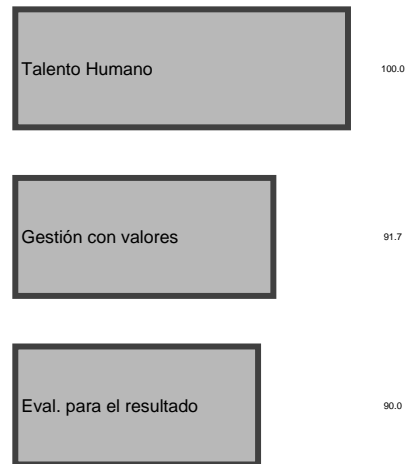 Talento Humano
100.0
Gestión con valores
91.7
Eval. para el resultado
90.0